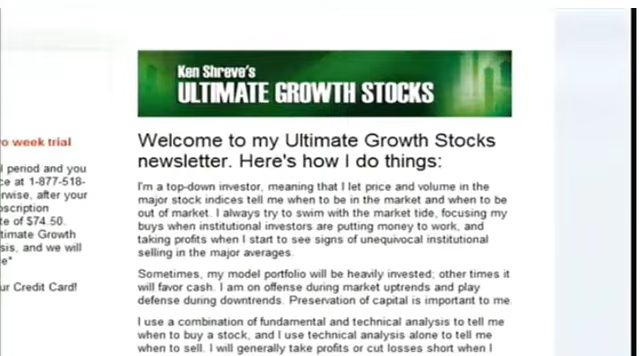 Ken Shreve's
ULTIMATE GROWTH STOCKS
Welcome to my Ultimate Growth Stocks
newsletter. Here's how I do things:
I'm a top-down investor, meaning that I let price and volume in the
major stock indices tell me when to be in the market and when to be
out of market. I always try to swim with the market tide, focusing my
buys when institutional investors are putting money to work, and
taking profits when I start to see signs of unequivocal institutional
selling in the major averages.
Sometimes, my model portfolio will be heavily invested; other times it
will favor cash. I am on offense during market uptrends and play
defense during downtrends. Preservation of capital is important to me.
I use a combination of fundamental and technical analysis to tell me
when to buy a stock, and I use technical analysis alone to tell me
when to sell. I will generally take profits or cut losses short when I
o week trial
l period and you
ce at 1-877-518-
rwise, after your
bscription
te of $74.50.
timate Growth
sis, and we will
e"
ur Credit Card!